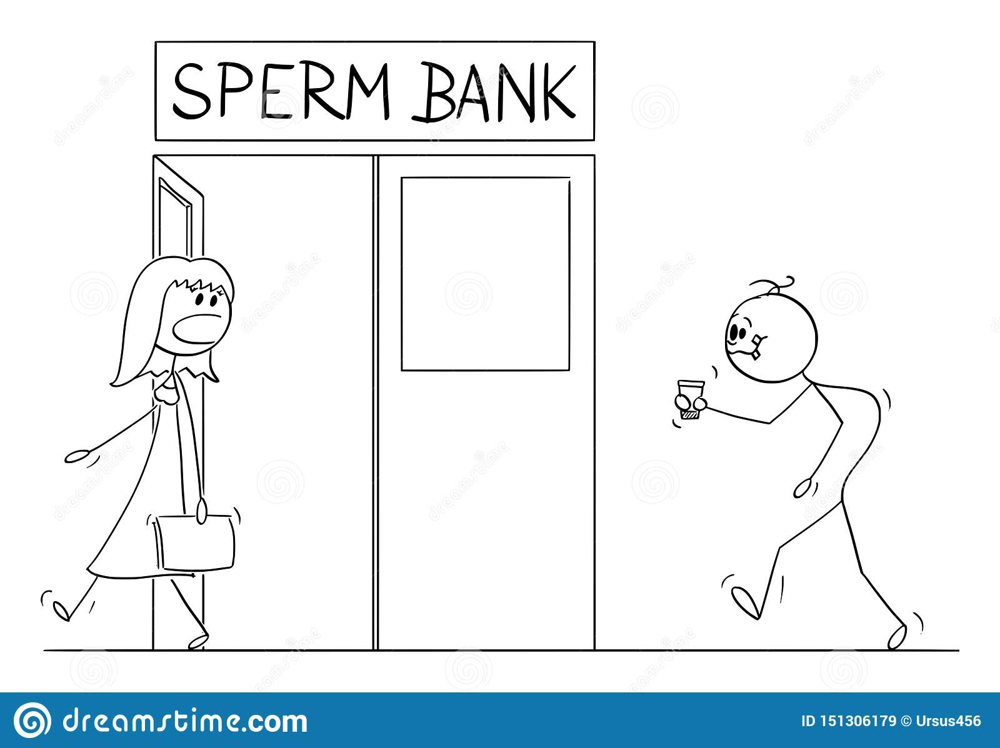 SPERM BANK
dreamstime.com
ID 151306179 © Ursus456